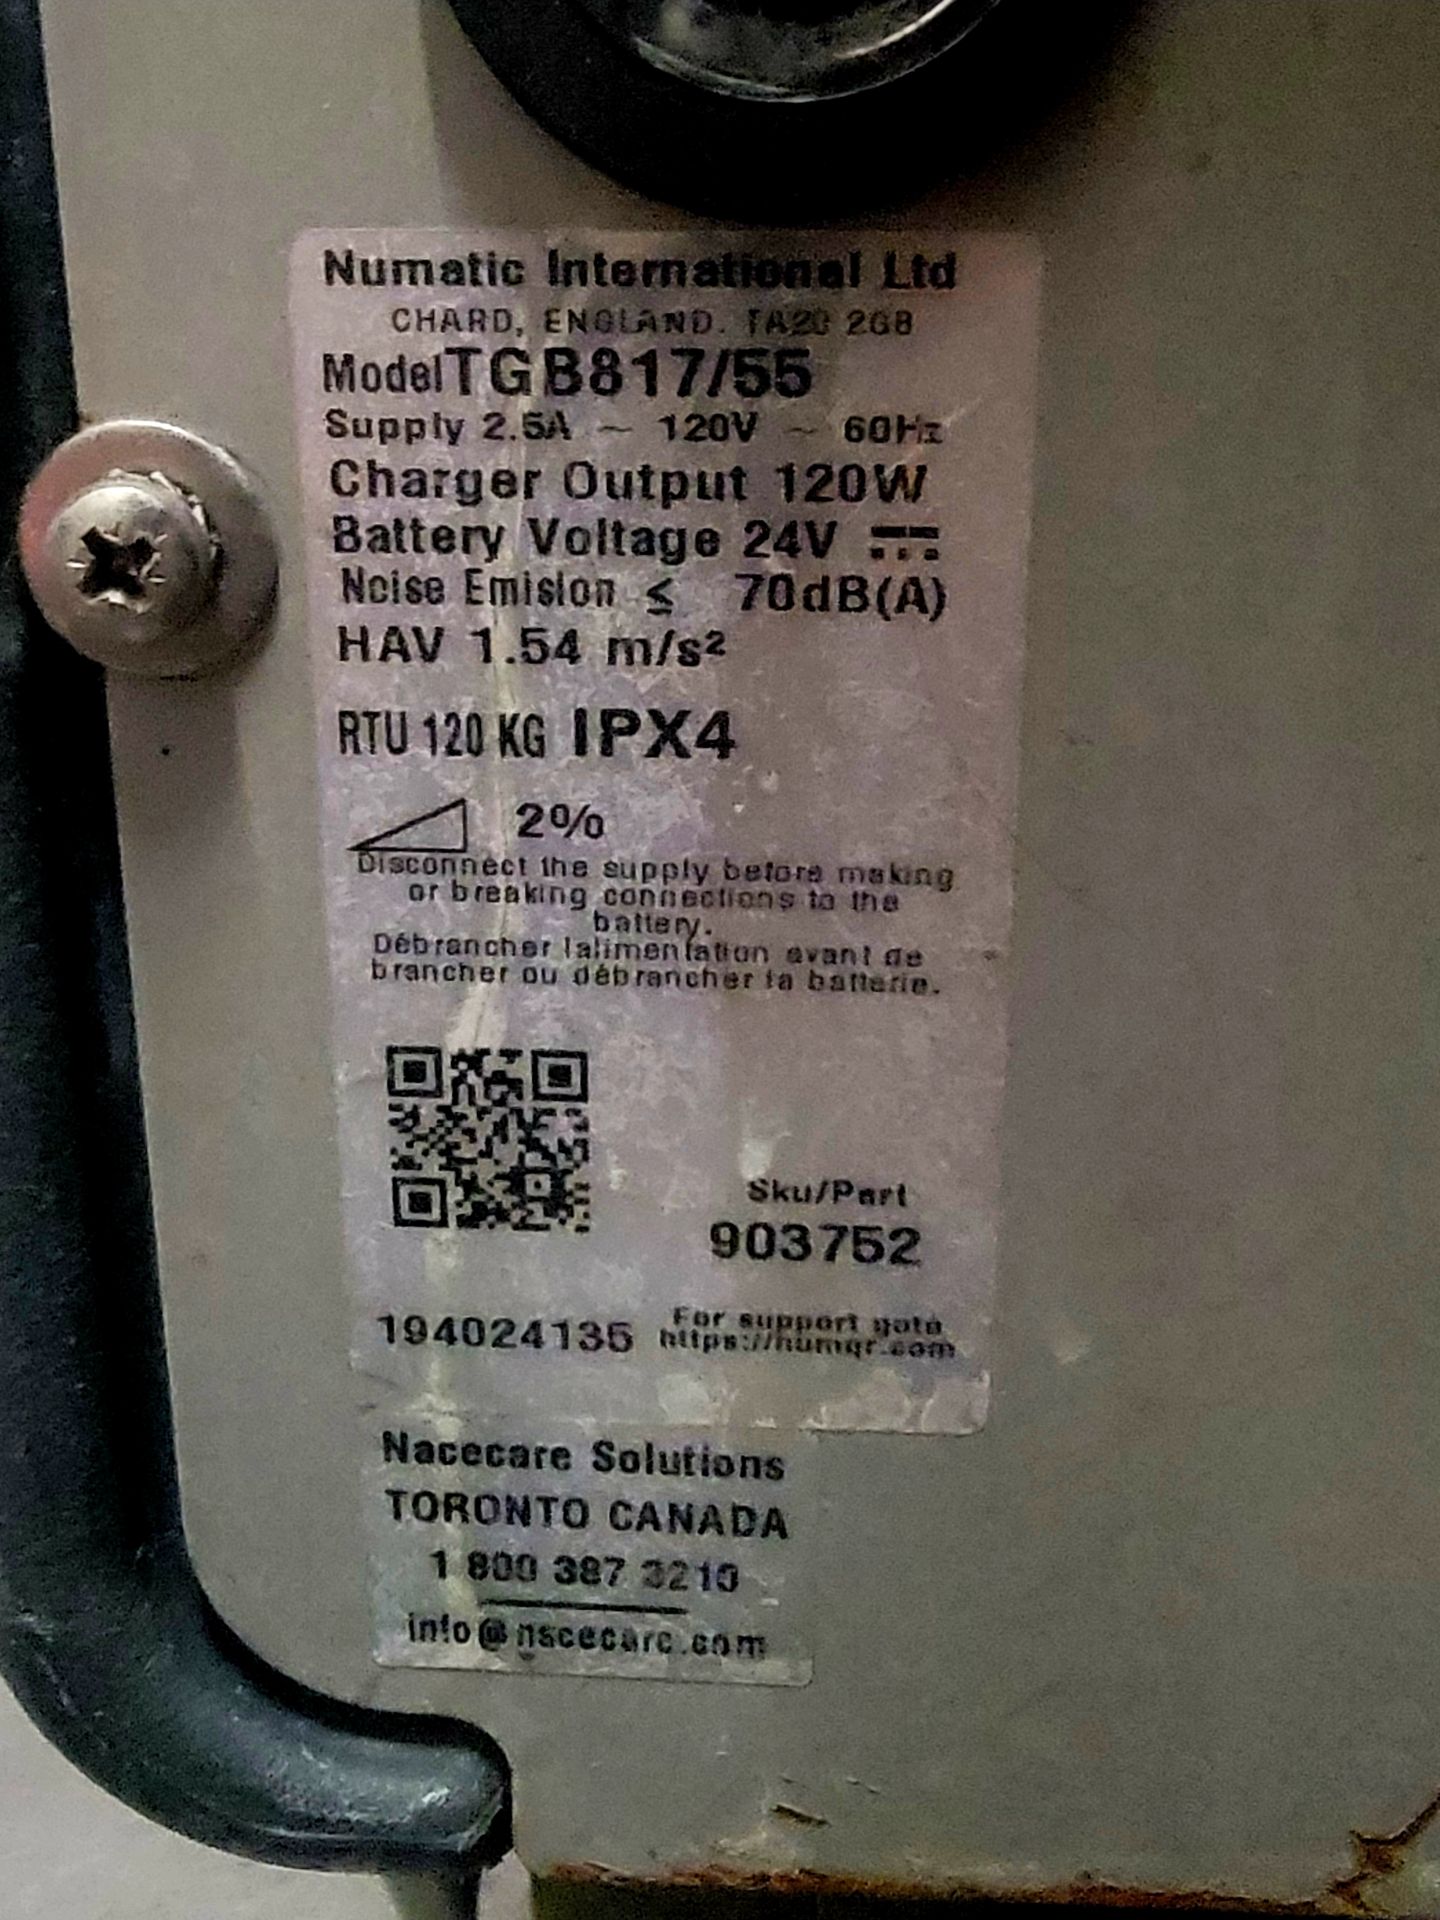 Numatic International Ltd
CHARD, ENGLAND. TA20 2GB
Model TGB817/55
Supply 2.5A ~ 120V ~ 60Hz
Charger Output 120W
Battery Voltage 24V
Noise Emision ≤ 70dB(A)
HAV 1.54 m/s²
RTU 120 KG IPX4
2%
Disconnect the supply before making
or breaking connections to the
battery.
Débrancher lalimentation avant de
brancher ou débrancher la batterie.
Sku/Part
903752
194024135
For support goto
https://numqr.com
Nacecare Solutions
TORONTO CANADA
1 800 387 3210
info@nacecare.com